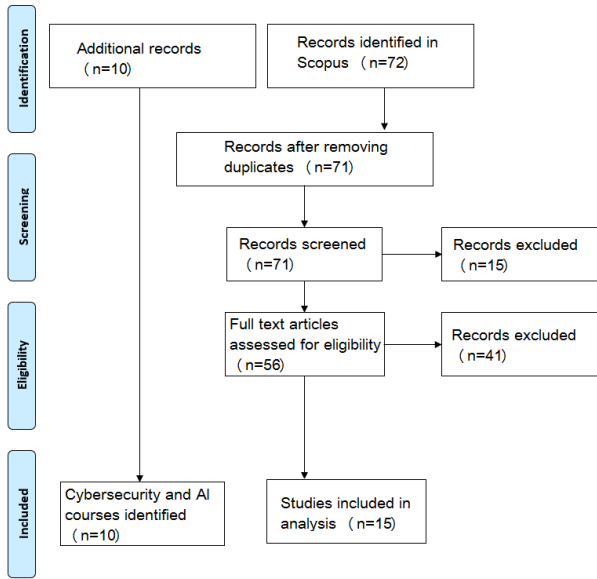 Identification
Additional records
(n=10)
Records identified in
Scopus (n=72)
Records after removing
duplicates (n=71)
Screening
Records screened
(n=71)
Records excluded
(n=15)
Eligibility
Full text articles
assessed for eligibility
(n=56)
Records excluded
(n=41)
Included
Cybersecurity and AI
courses identified
(n=10)
Studies included in
analysis (n=15)